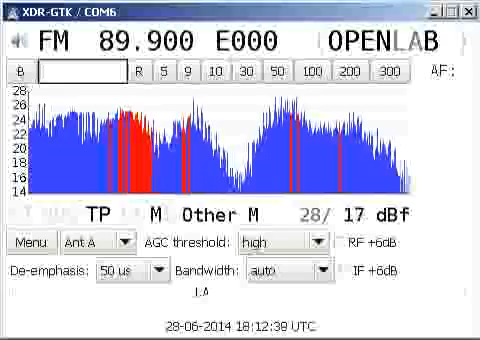 XDR-GTK / COM6
FM 89.900 E000 OPENLAB
B R 5 9 10 30 50 100 200 300 AF:
28
26
24
22
20
18
16
14
TP M Other M 28/ 17 dBf
Menu Ant A AGC threshold: high RF +6dB
De-emphasis: 50 us Bandwidth: auto IF +6dB
28-06-2014 18:12:38 UTC